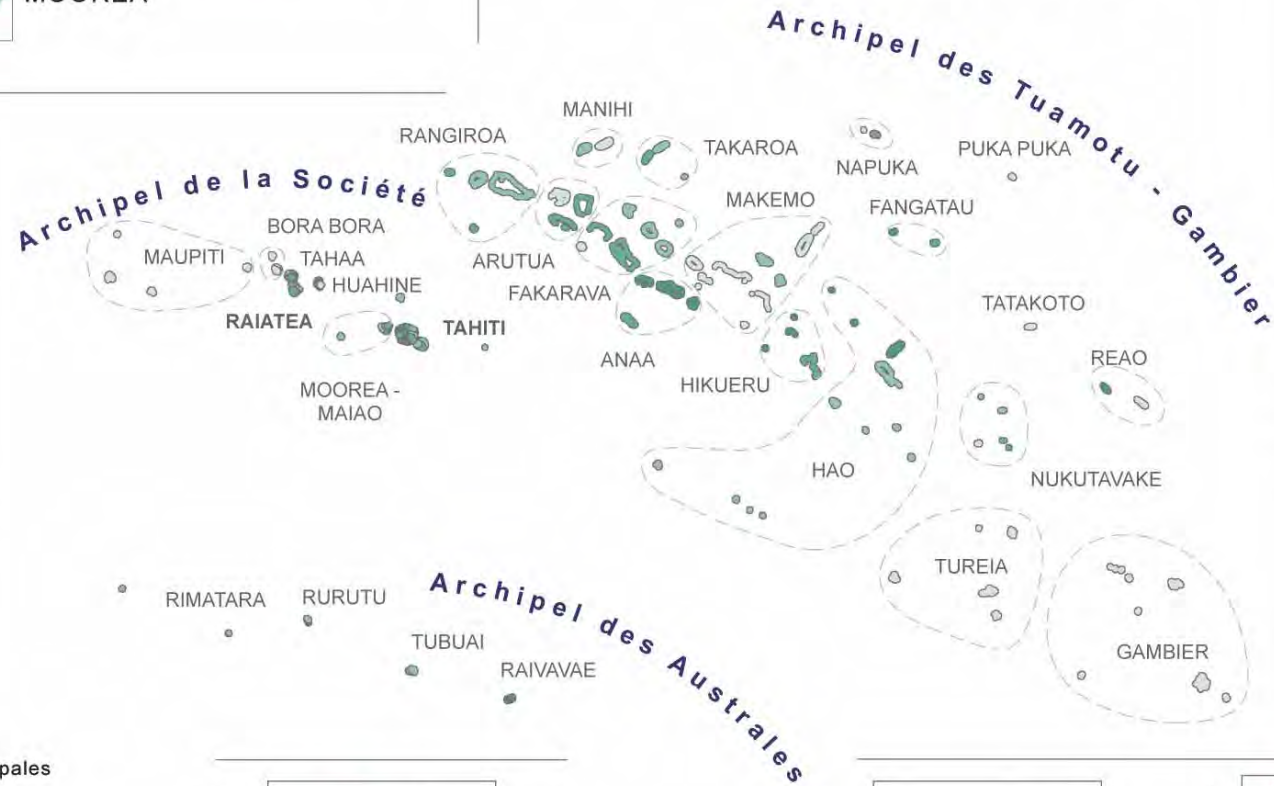 MOOREA
Archipel des Tuamotu - Gambier
MANIHI
RANGIROA
TAKAROA
NAPUKA
PUKA PUKA
Archipel de la Société
MAKEMO
FANGATAU
BORA BORA
MAUPITI
TAHAA
ARUTUA
HUAHINE
FAKARAVA
TATAKOTO
RAIATEA
TAHITI
ANAA
REAO
HIKUERU
MOOREA -
MAIAO
HAO
NUKUTAVAKE
TUREIA
Archipel des Australes
RIMATARA
RURUTU
TUBUAI
GAMBIER
RAIVAVAE
pales